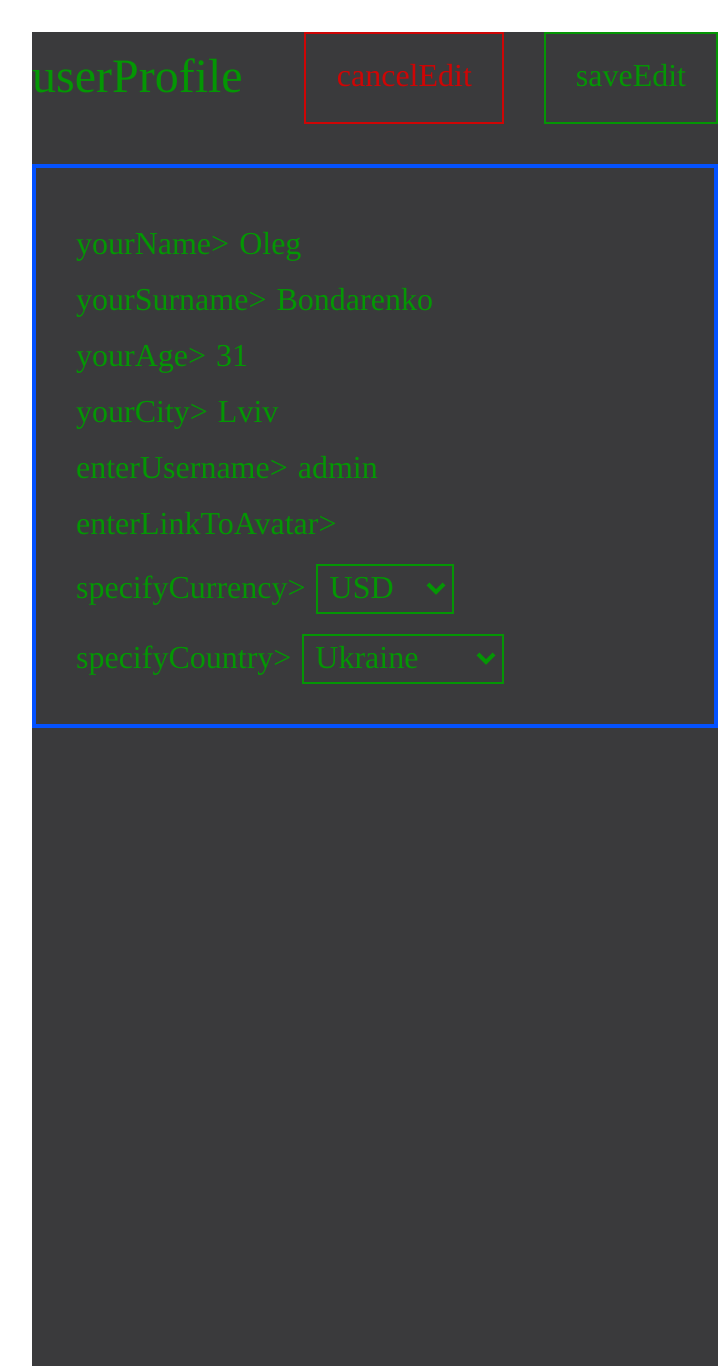 userProfile cancelEdit saveEdit
yourName> Oleg
yourSurname> Bondarenko
yourAge> 31
yourCity> Lviv
enterUsername> admin
enterLinkToAvatar>
specifyCurrency> USD
specifyCountry> Ukraine